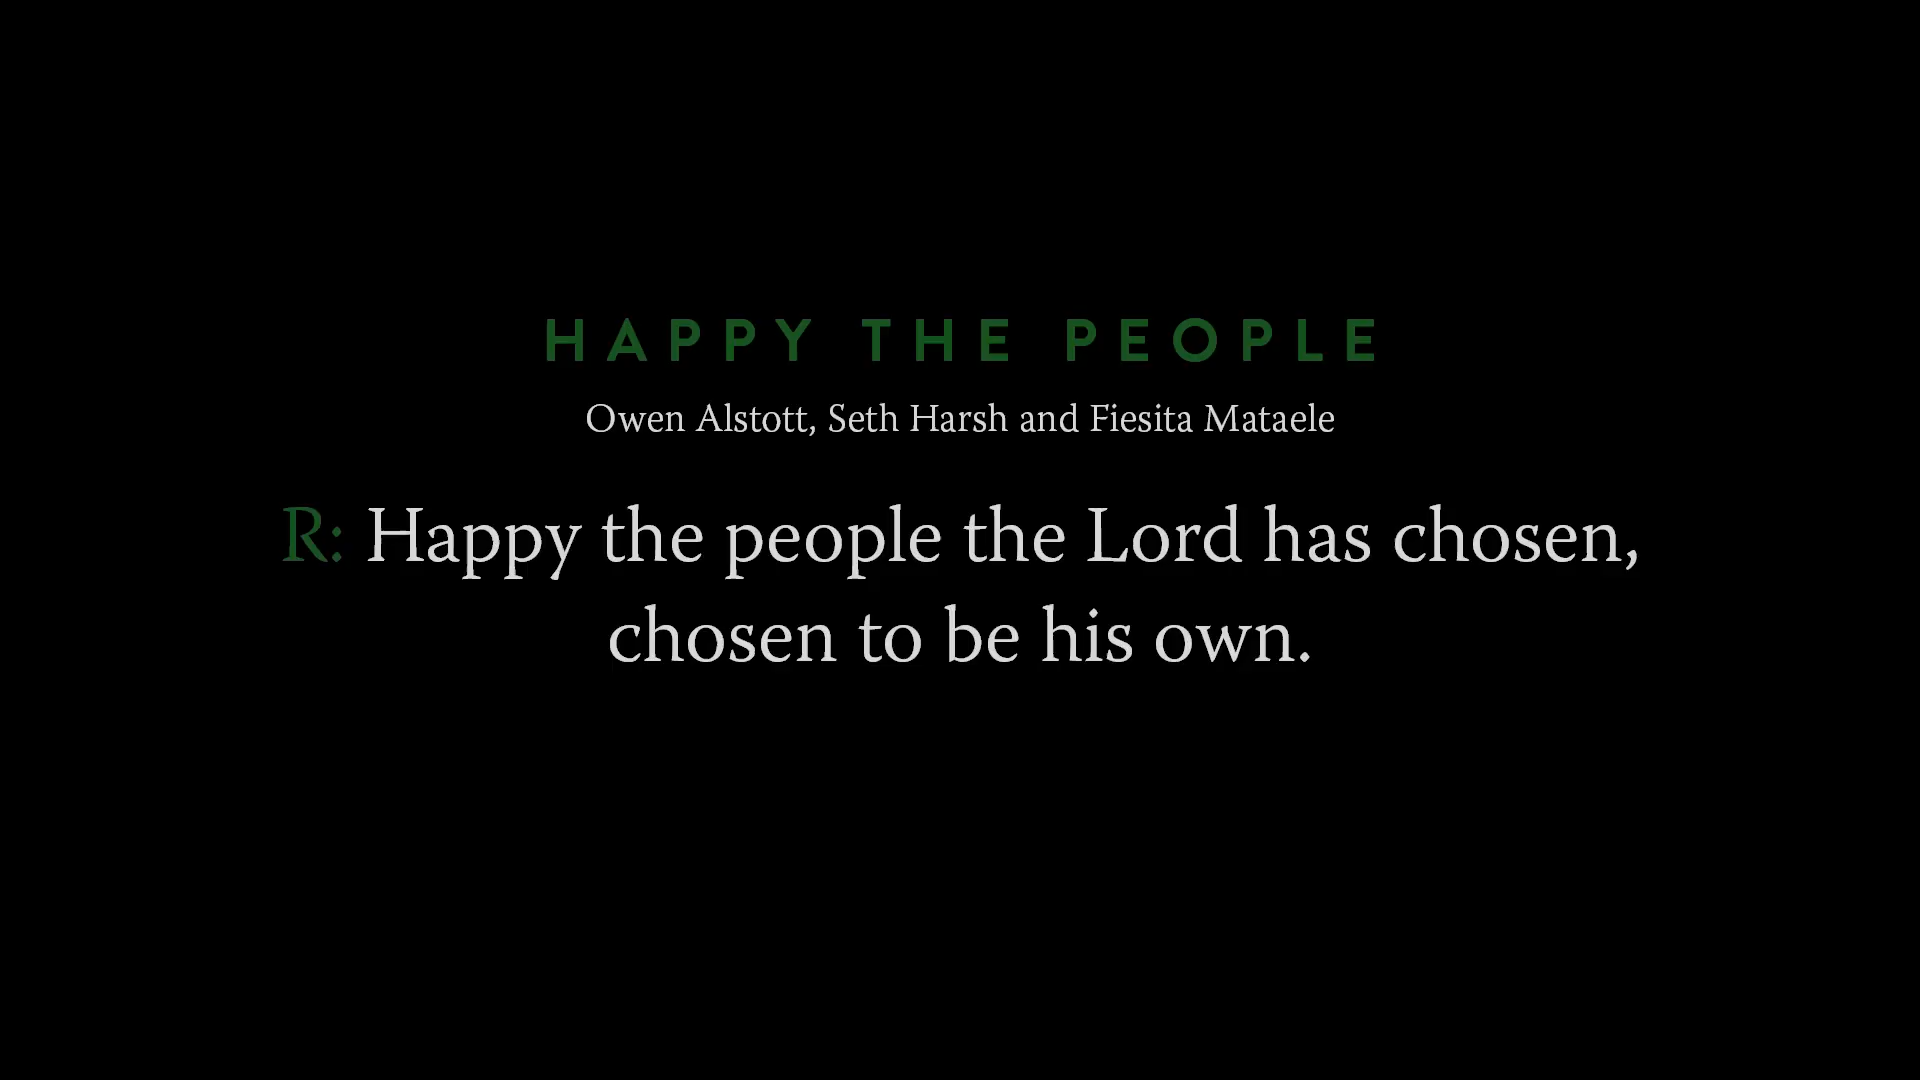 HAPPY THE PEOPLE
Owen Alstott, Seth Harsh and Fiesita Mataele
R: Happy the people the Lord has chosen,
chosen to be his own.